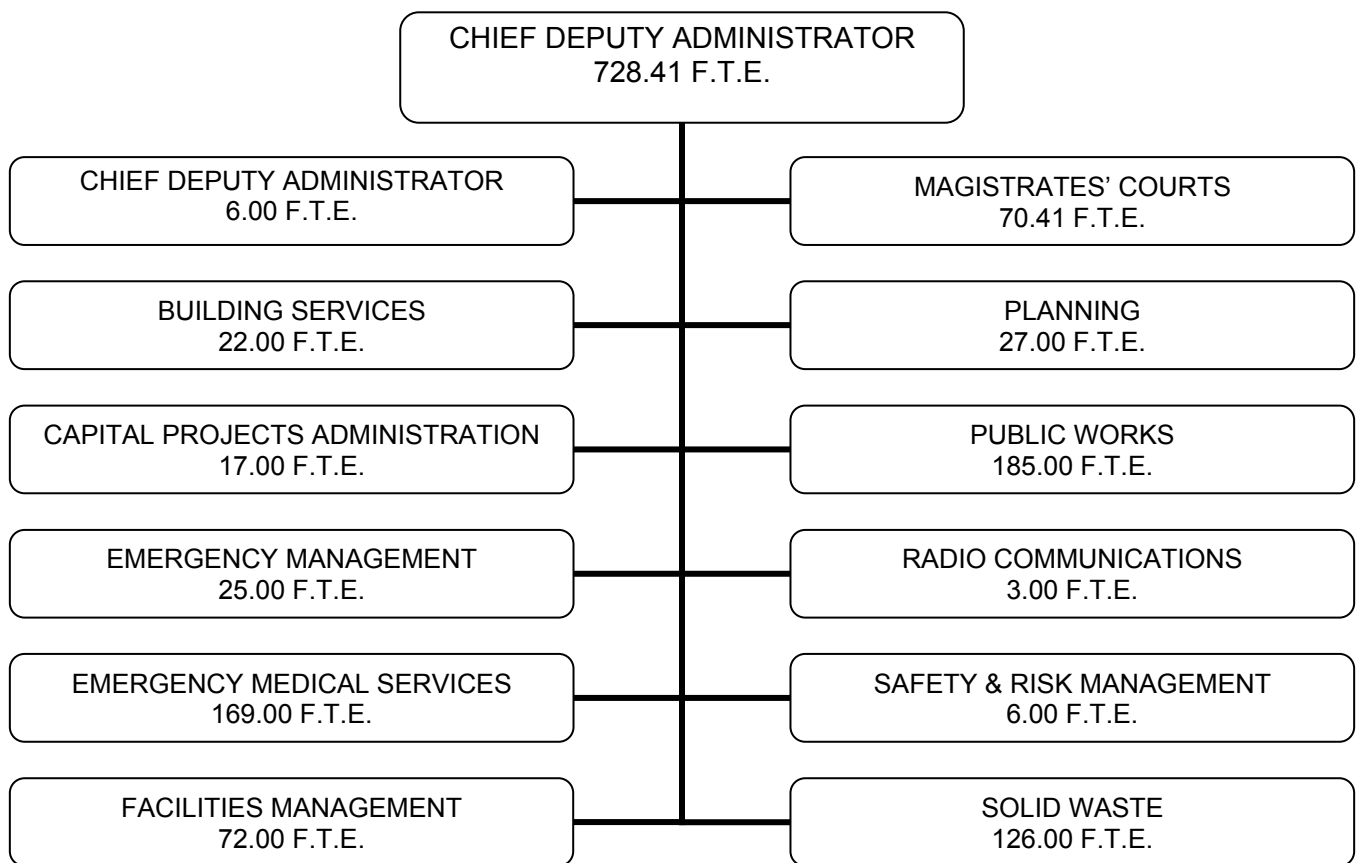 CHIEF DEPUTY ADMINISTRATOR
728.41 F.T.E.
CHIEF DEPUTY ADMINISTRATOR
6.00 F.T.E.
MAGISTRATES’ COURTS
70.41 F.T.E.
BUILDING SERVICES
22.00 F.T.E.
PLANNING
27.00 F.T.E.
CAPITAL PROJECTS ADMINISTRATION
17.00 F.T.E.
PUBLIC WORKS
185.00 F.T.E.
EMERGENCY MANAGEMENT
25.00 F.T.E.
RADIO COMMUNICATIONS
3.00 F.T.E.
EMERGENCY MEDICAL SERVICES
169.00 F.T.E.
SAFETY & RISK MANAGEMENT
6.00 F.T.E.
FACILITIES MANAGEMENT
72.00 F.T.E.
SOLID WASTE
126.00 F.T.E.